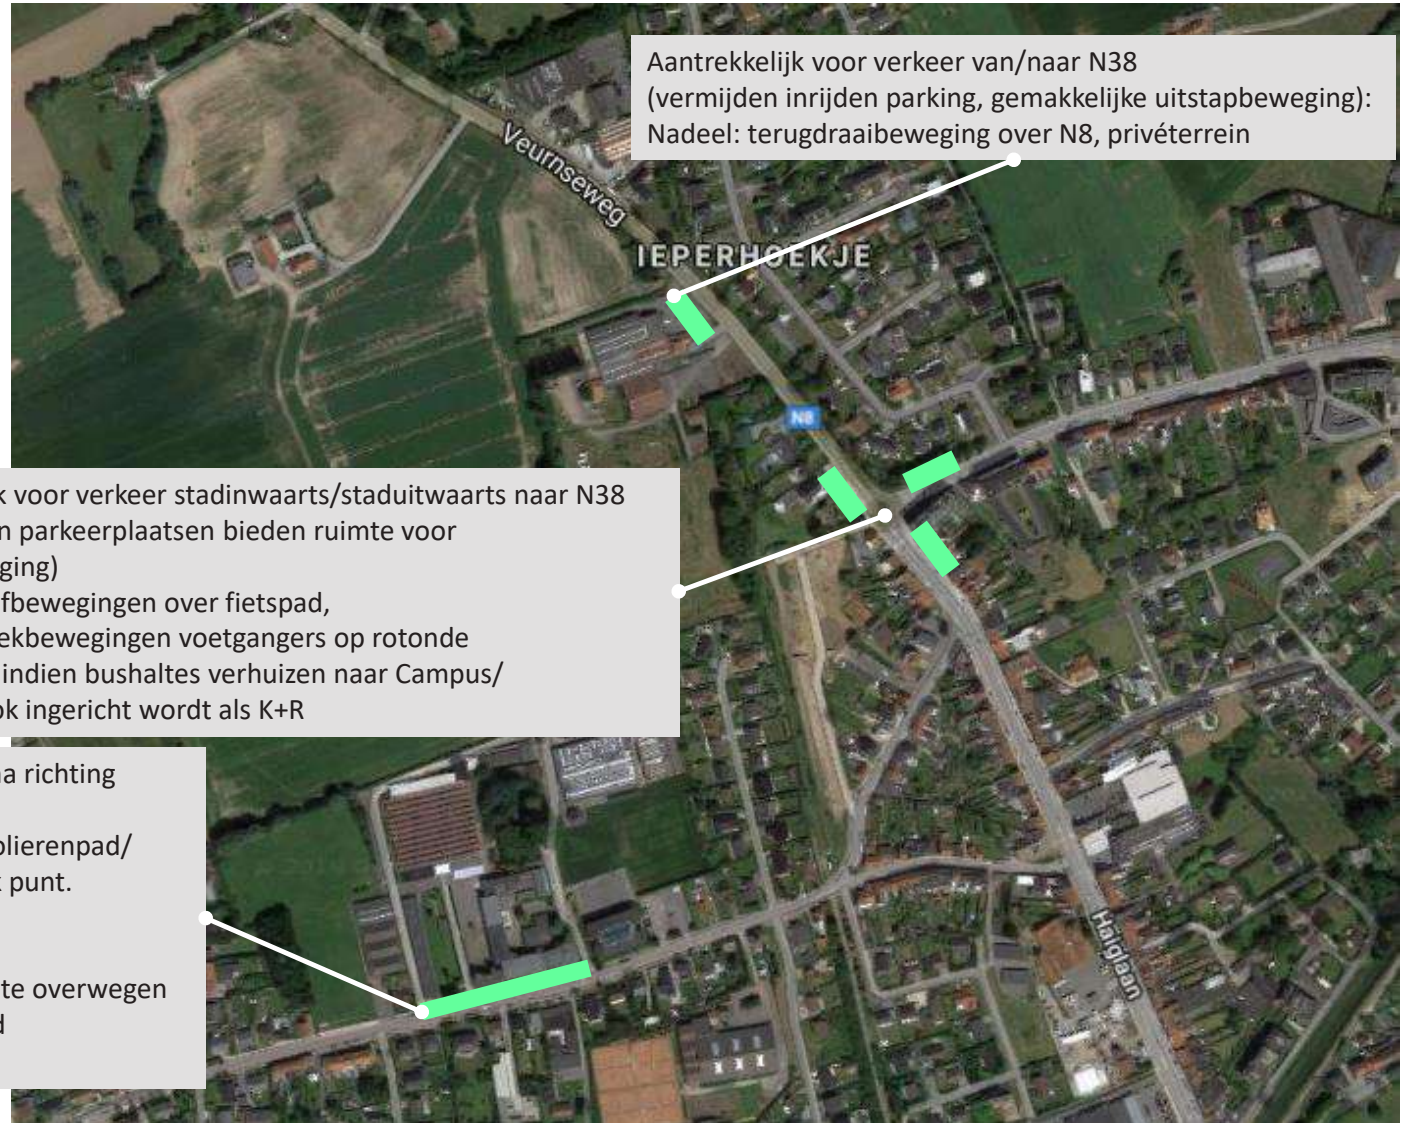 Aantrekkelijk voor verkeer van/naar N38
(vermijden inrijden parking, gemakkelijke uitstapbeweging):
Nadeel: terugdraaibeweging over N8, privéterrein
Veurnseweg
IEPERHOEKJE
N8
k voor verkeer stadinwaarts/staduitwaarts naar N38
n parkeerplaatsen bieden ruimte voor
ging)
fbewegingen over fietspad,
ekbewegingen voetgangers op rotonde
indien bushaltes verhuizen naar Campus/
ok ingericht wordt als K+R
na richting
olierenpad/
k punt.
te overwegen
d
Haiglaan